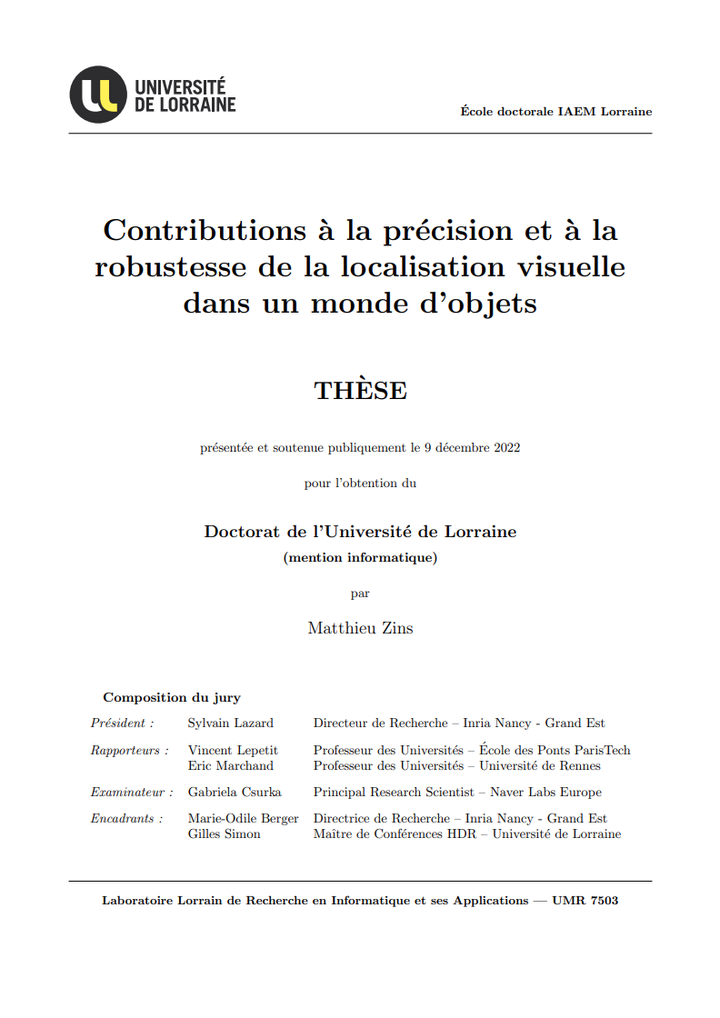 UNIVERSITÉ
DE LORRAINE
École doctorale IAEM Lorraine
Contributions à la précision et à la
robustesse de la localisation visuelle
dans un monde d'objets
THÈSE
présentée et soutenue publiquement le 9 décembre 2022
pour l'obtention du
Doctorat de l'Université de Lorraine
(mention informatique)
par
Matthieu Zins
Composition du jury
Président : Sylvain Lazard Directeur de Recherche – Inria Nancy - Grand Est
Rapporteurs : Vincent Lepetit Professeur des Universités – École des Ponts ParisTech
Eric Marchand Professeur des Universités – Université de Rennes
Examinateur : Gabriela Csurka Principal Research Scientist – Naver Labs Europe
Encadrants : Marie-Odile Berger Directrice de Recherche – Inria Nancy - Grand Est
Gilles Simon Maître de Conférences HDR – Université de Lorraine
Laboratoire Lorrain de Recherche en Informatique et ses Applications — UMR 7503